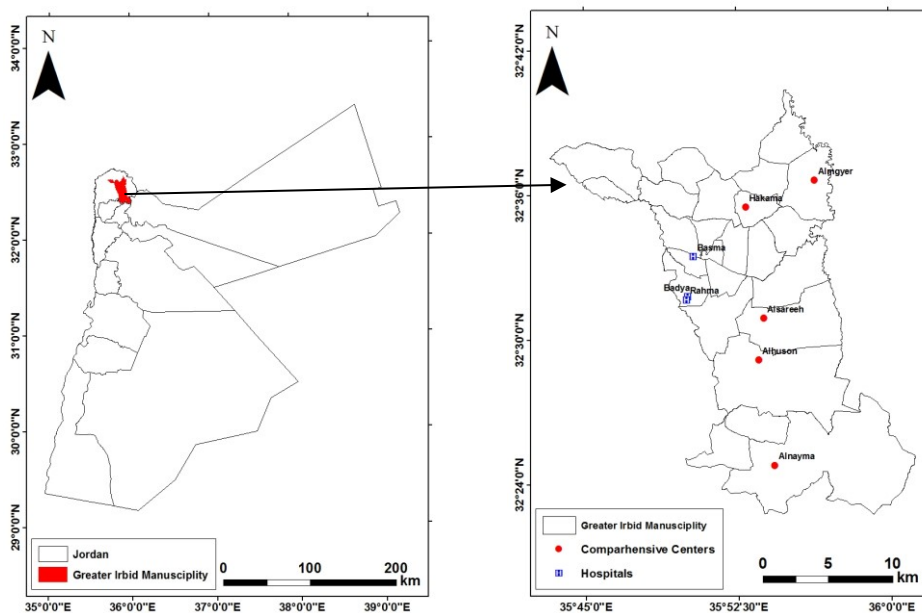 N
34°0'0"N
33°0'0"N
32°0'0"N
31°0'0"N
30°0'0"N
29°0'0"N
Jordan
Greater Irbid Manusciplity
0 50 100 200
km
35°0'0"E 36°0'0"E 37°0'0"E 38°0'0"E 39°0'0"E
N
32°42'0"N
32°36'0"N
32°30'0"N
32°24'0"N
Almgyer
Hakama
Basma
H
Badya Rahma
H
Alsareeh
Alhuson
Alnayma
Greater Irbid Manusciplity
Comparhensive Centers
H Hospitals
0 5 10
km
35°45'0"E 35°52'30"E 36°0'0"E